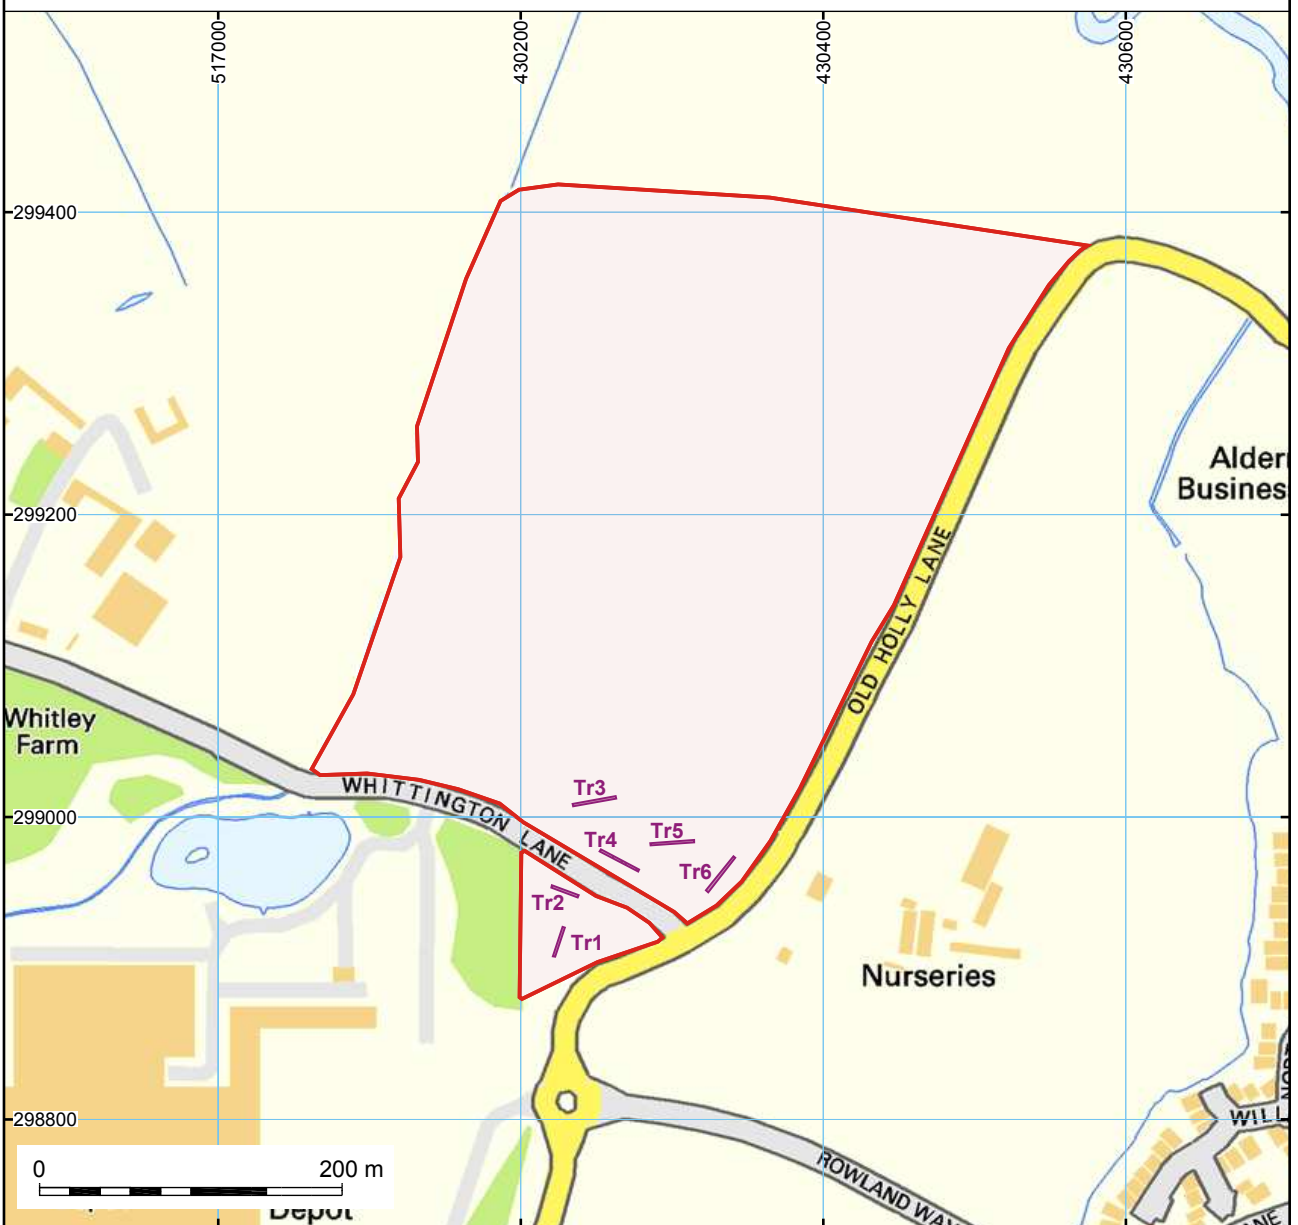 517000
430200
430400
430600
299400
Alder
Busines
299200
OLD HOLLY LANE
Whitley
Farm
WHITTINGTON LANE
Tr3
299000
Tr5
Tr4
Tr6
Tr2
Tr1
Nurseries
298800
WILL
ROWLAND WAY
0 200 m
Depot